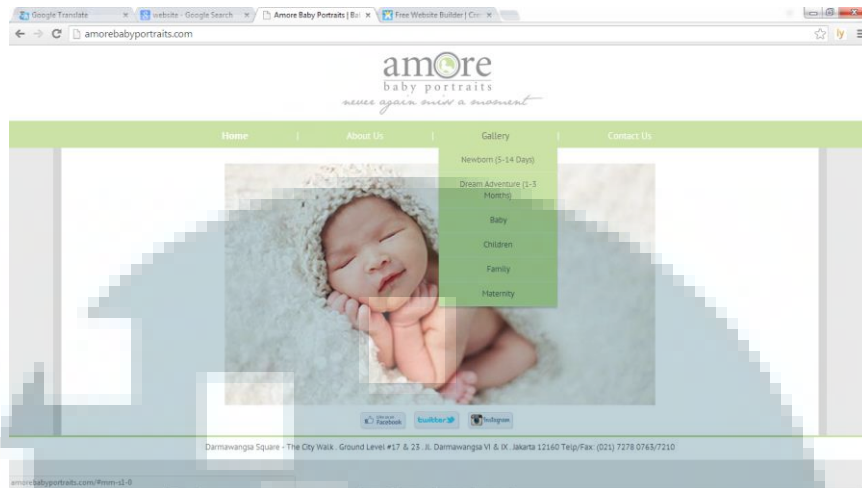 Google Translate
website - Google Search
Amore Baby Portraits | Bal
Free Website Builder | Cre
amorebabyportraits.com
amore
baby portraits
never again miss a moment
Home | About Us | Gallery | Contact Us
Newborn (5-14 Days)
Dream Adventure (1-3
Months)
Baby
Children
Family
Maternity
Facebook
twitter
Instagram
Darmawangsa Square - The City Walk . Ground Level #17 & 23 . Jl. Darmawangsa VI & IX . Jakarta 12160 Telp/Fax: (021) 7278 0763/7210
amorebabyportraits.com/#mm-s1-0